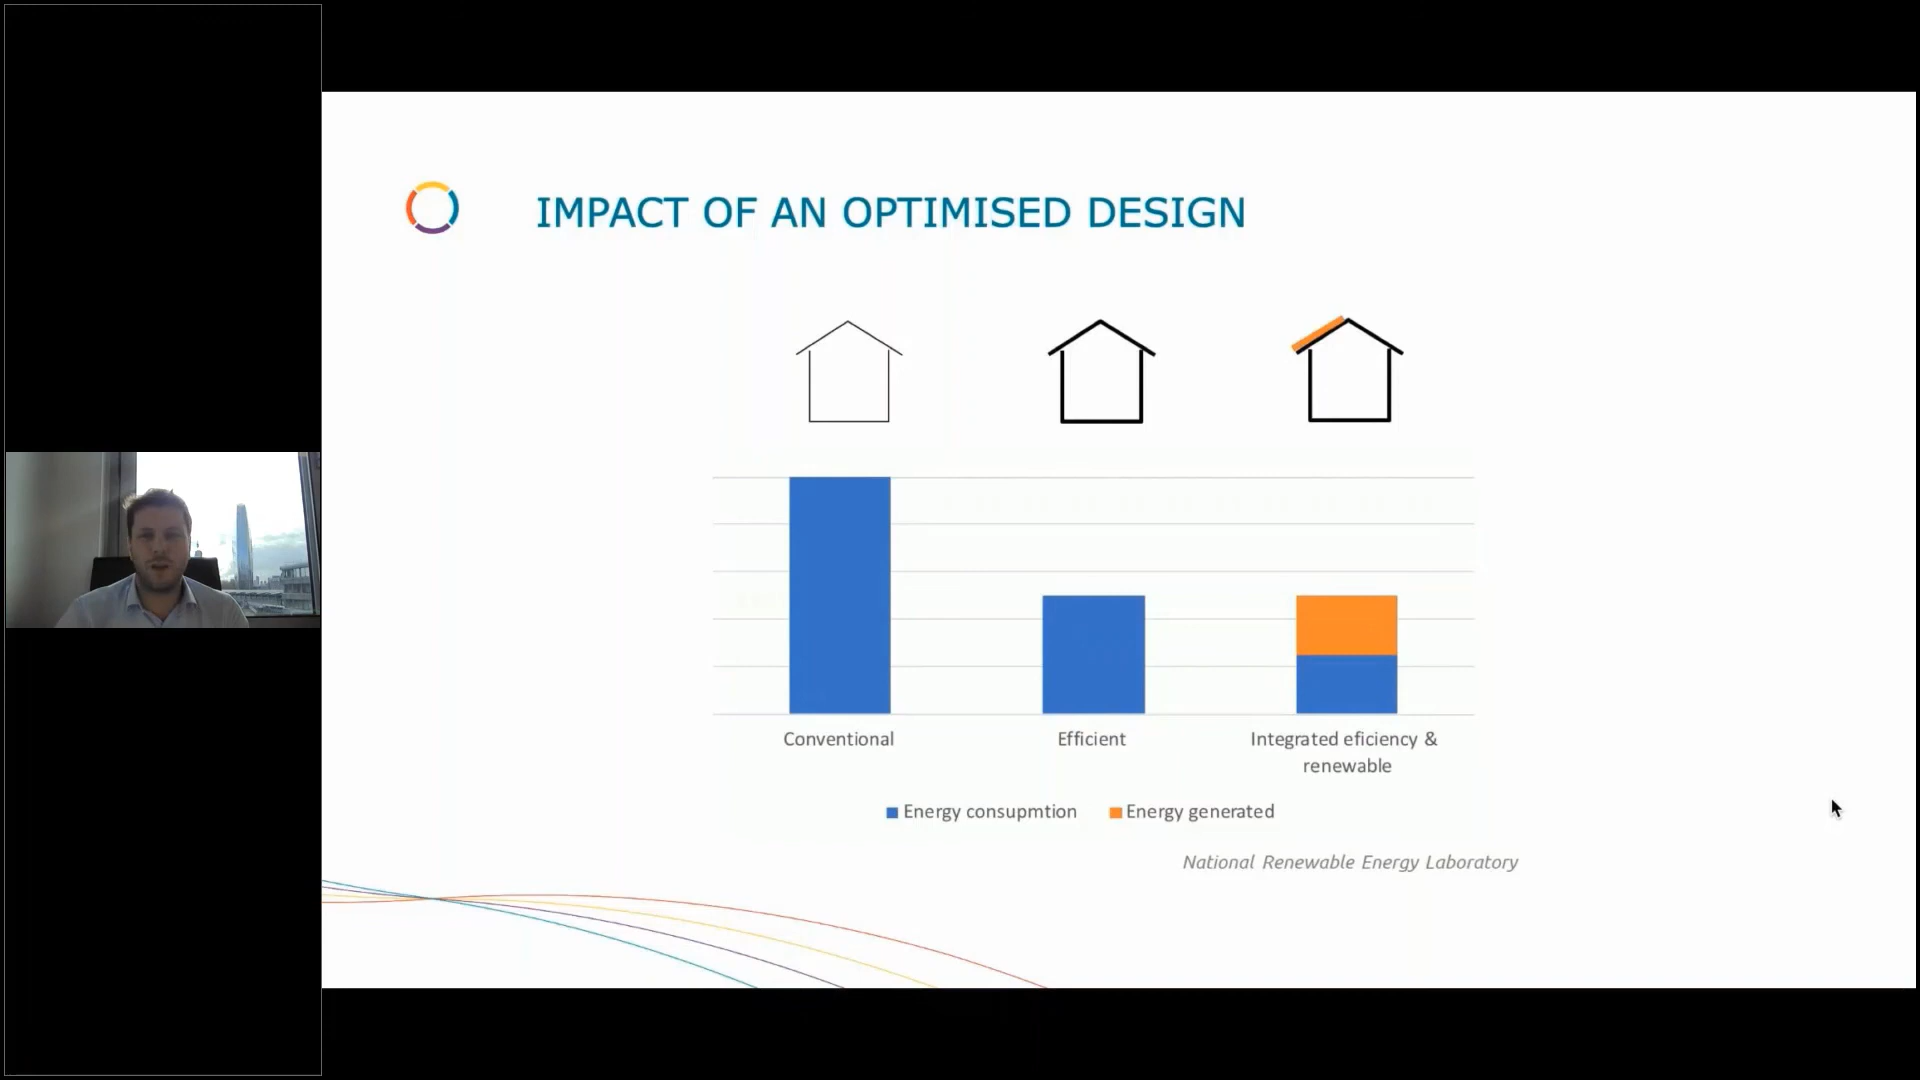 IMPACT OF AN OPTIMISED DESIGN
Conventional
Efficient
Integrated eficiency &
renewable
Energy consupmtion
Energy generated
National Renewable Energy Laboratory